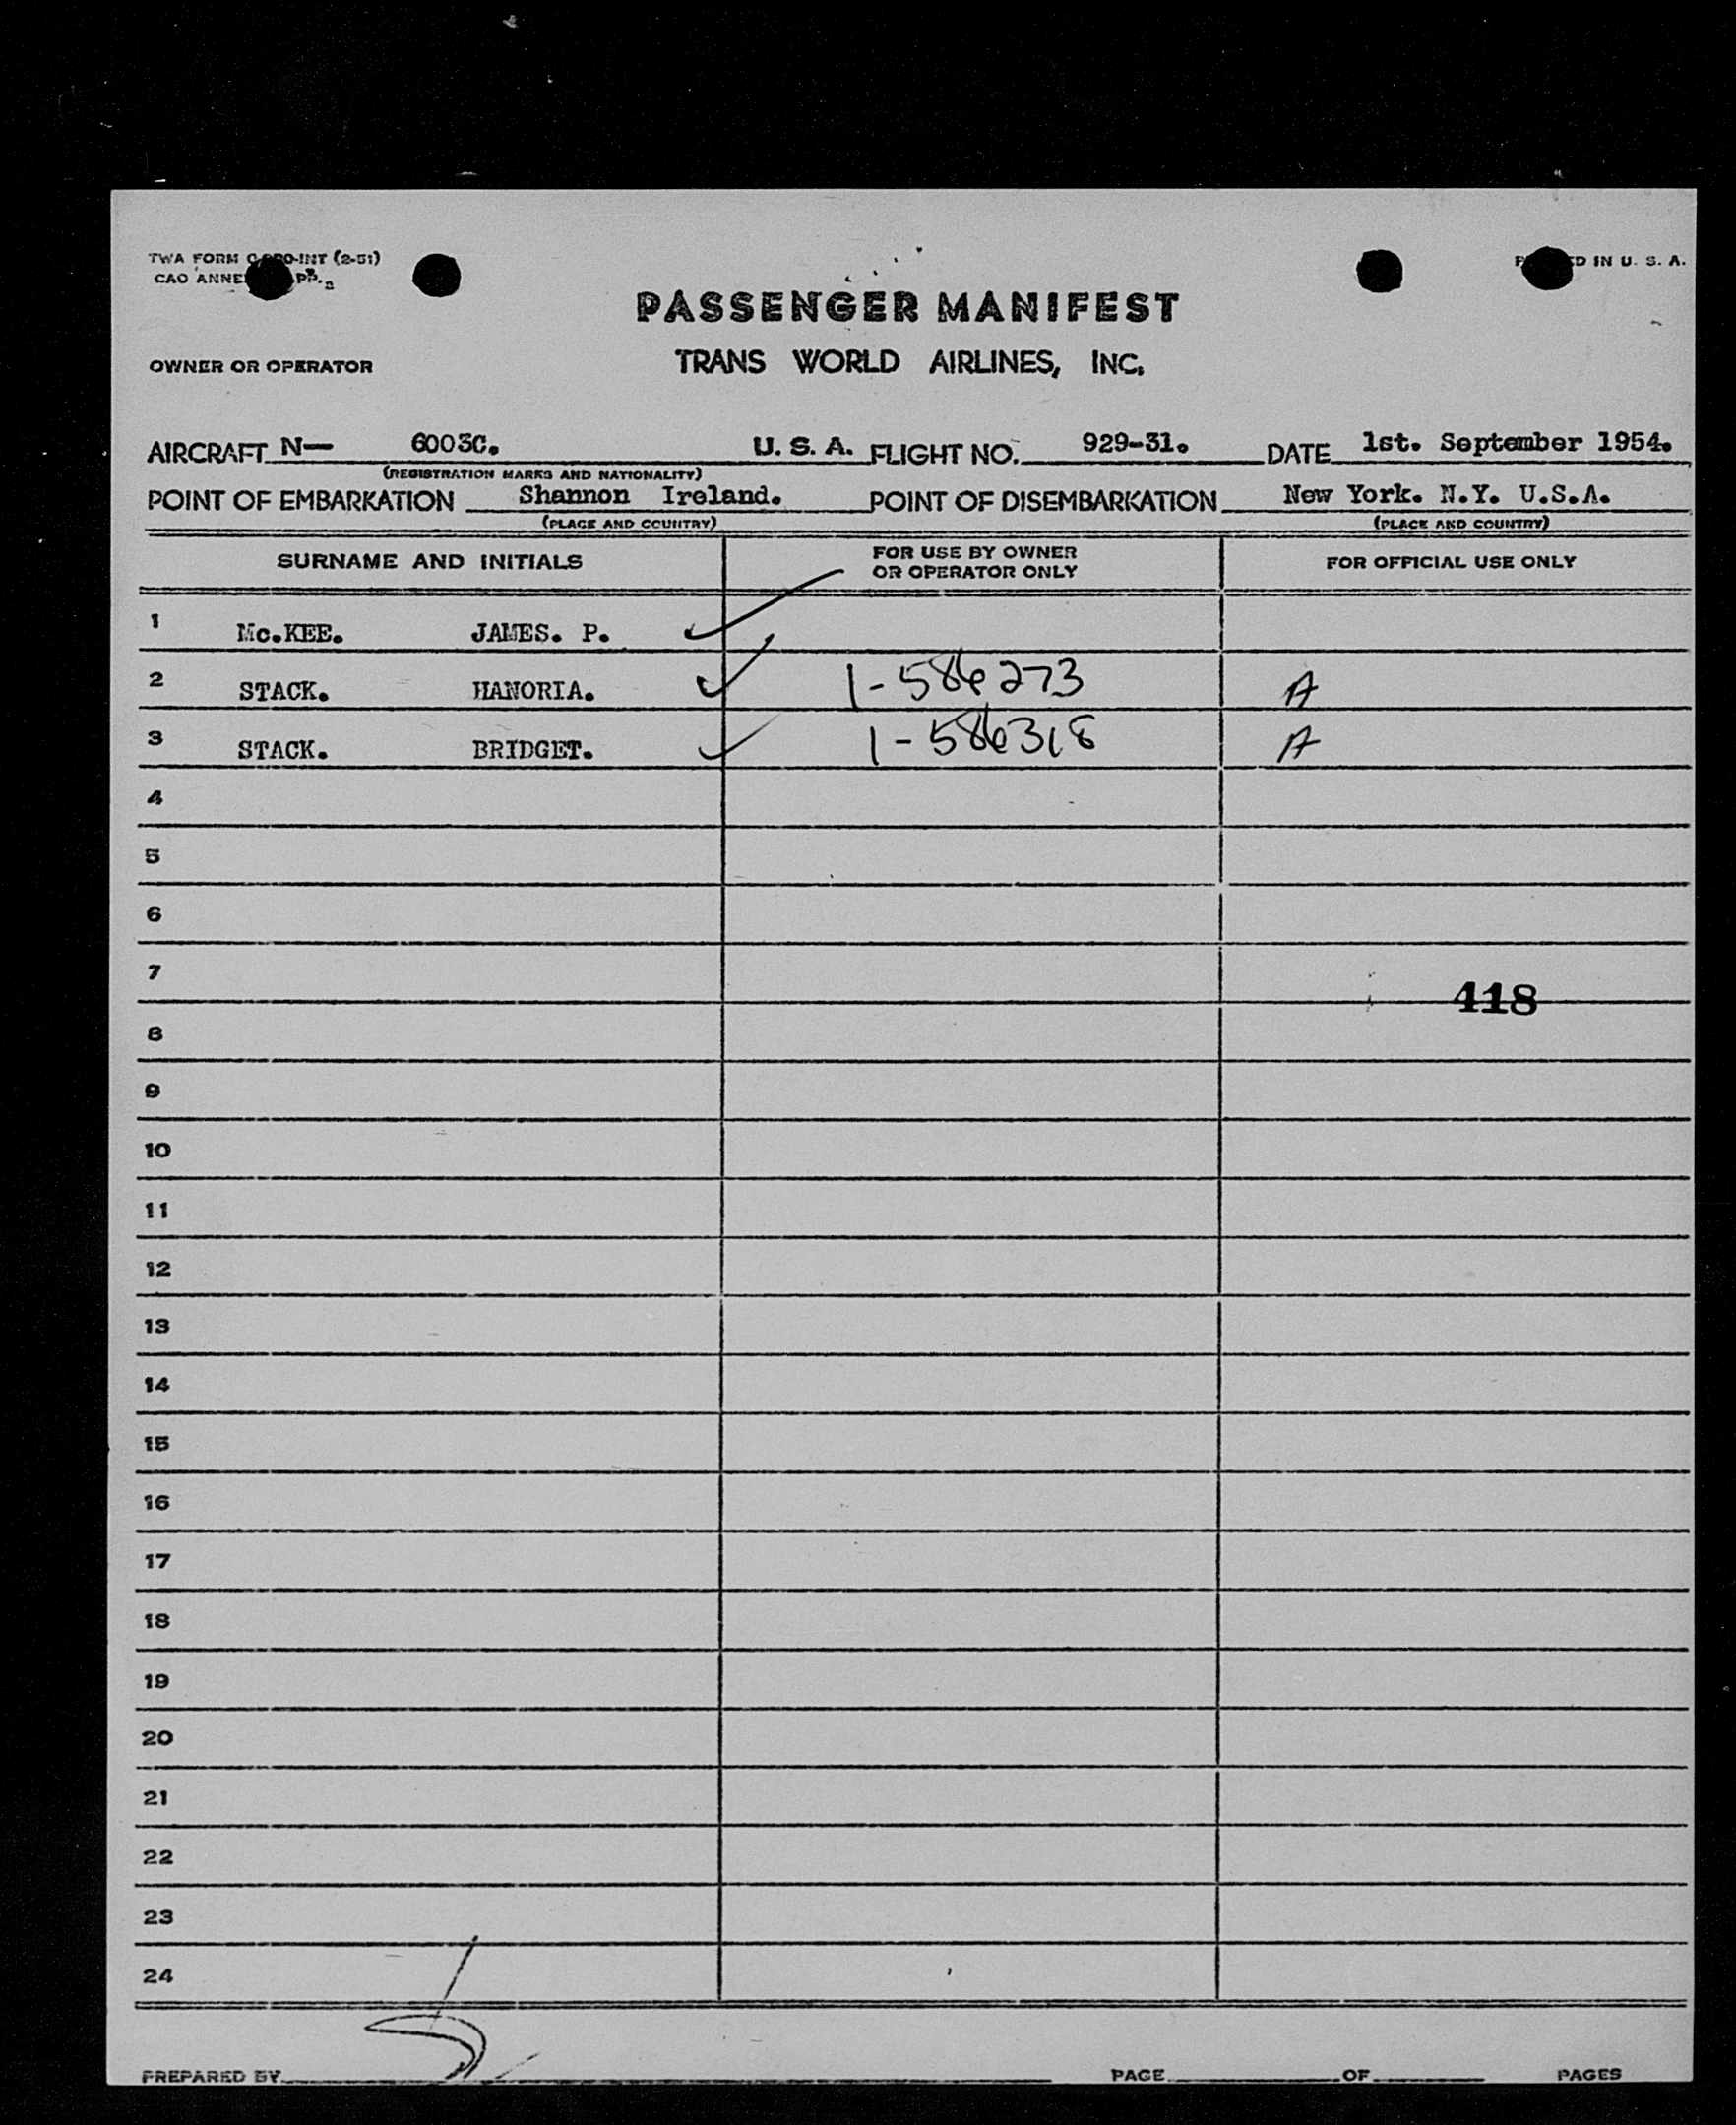 TWA FORM INT (2-51) PRINTED IN U. S. A.
CAO ANNE APP.
PASSENGER MANIFEST
OWNER OR OPERATOR TRANS WORLD AIRLINES, INC.
AIRCRAFT N— 6003C. U. S. A. FLIGHT NO. 929-31. DATE 1st. September 1954.
(REGISTRATION MARKS AND NATIONALITY)
POINT OF EMBARKATION Shannon Ireland. POINT OF DISEMBARKATION New York. N.Y. U.S.A.
(PLACE AND COUNTRY) (PLACE AND COUNTRY)
SURNAME AND INITIALS FOR USE BY OWNER OR OPERATOR ONLY FOR OFFICIAL USE ONLY
1 Mc.KEE. JAMES. P.
2 STACK. HANORIA. 1-586273 A
3 STACK. BRIDGET. 1-586318 A
4
5
6
7
418
8
9
10
11
12
13
14
15
16
17
18
19
20
21
22
23
24
PREPARED BY PAGE OF PAGES